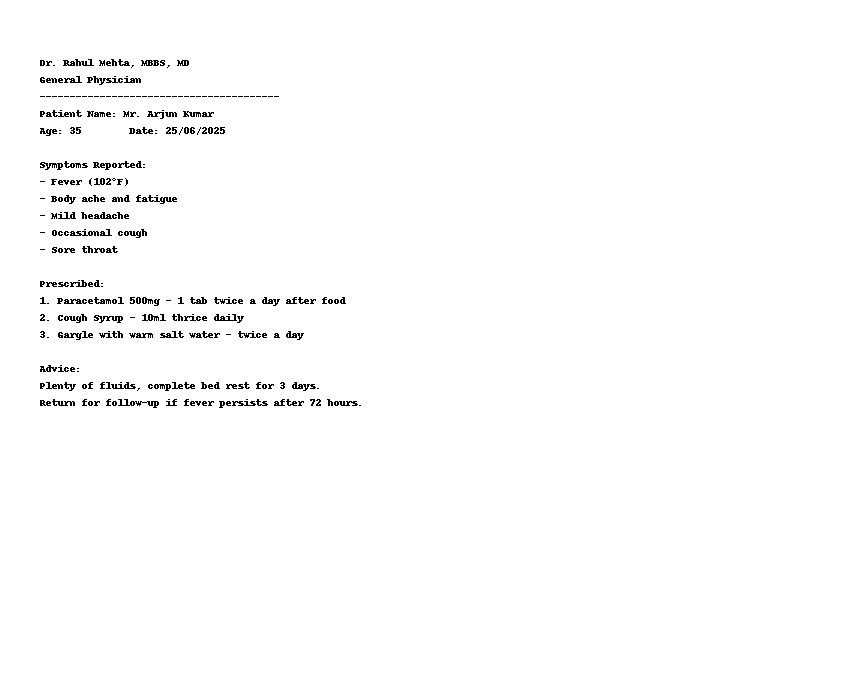 Dr. Rahul Mehta, MBBS, MD
General Physician
----------------------------------------
Patient Name: Mr. Arjun Kumar
Age: 35        Date: 25/06/2025
Symptoms Reported:
- Fever (102°F)
- Body ache and fatigue
- Mild headache
- Occasional cough
- Sore throat
Prescribed:
1. Paracetamol 500mg - 1 tab twice a day after food
2. Cough Syrup - 10ml thrice daily
3. Gargle with warm salt water - twice a day
Advice:
Plenty of fluids, complete bed rest for 3 days.
Return for follow-up if fever persists after 72 hours.